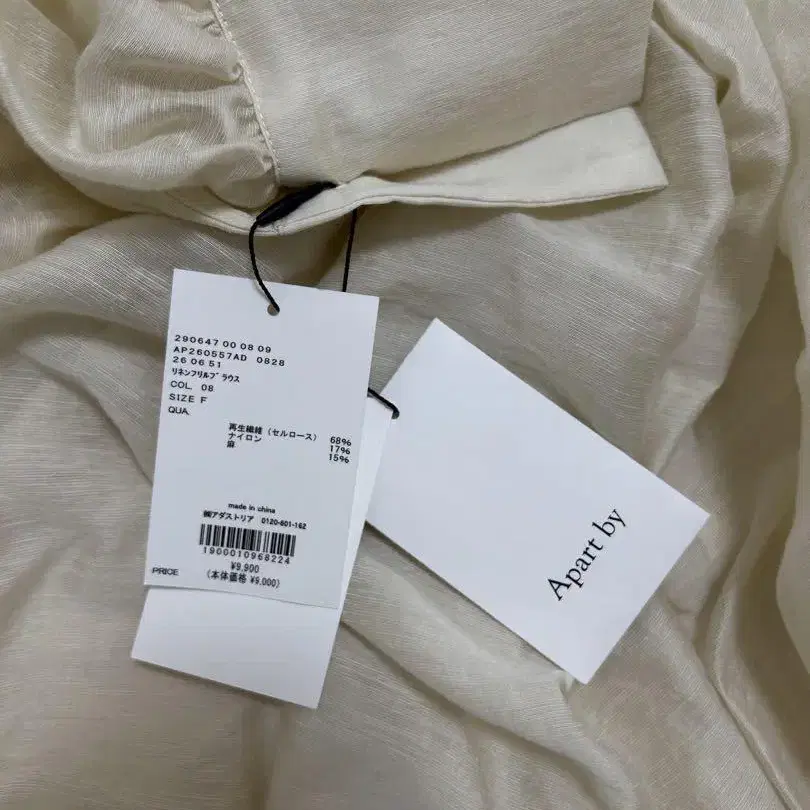 290647 00 08 09
AP260557AD 0828
26 06 51
リネンフリルブラウス
COL. 08
SIZE F
QUA.
再生繊維（セルロース） 68%
ナイロン 17%
麻 15%
made in china
㈱アダストリア 0120-601-162
1900010968224
PRICE ¥9,900
(本体価格 ¥9,000)
Apart by